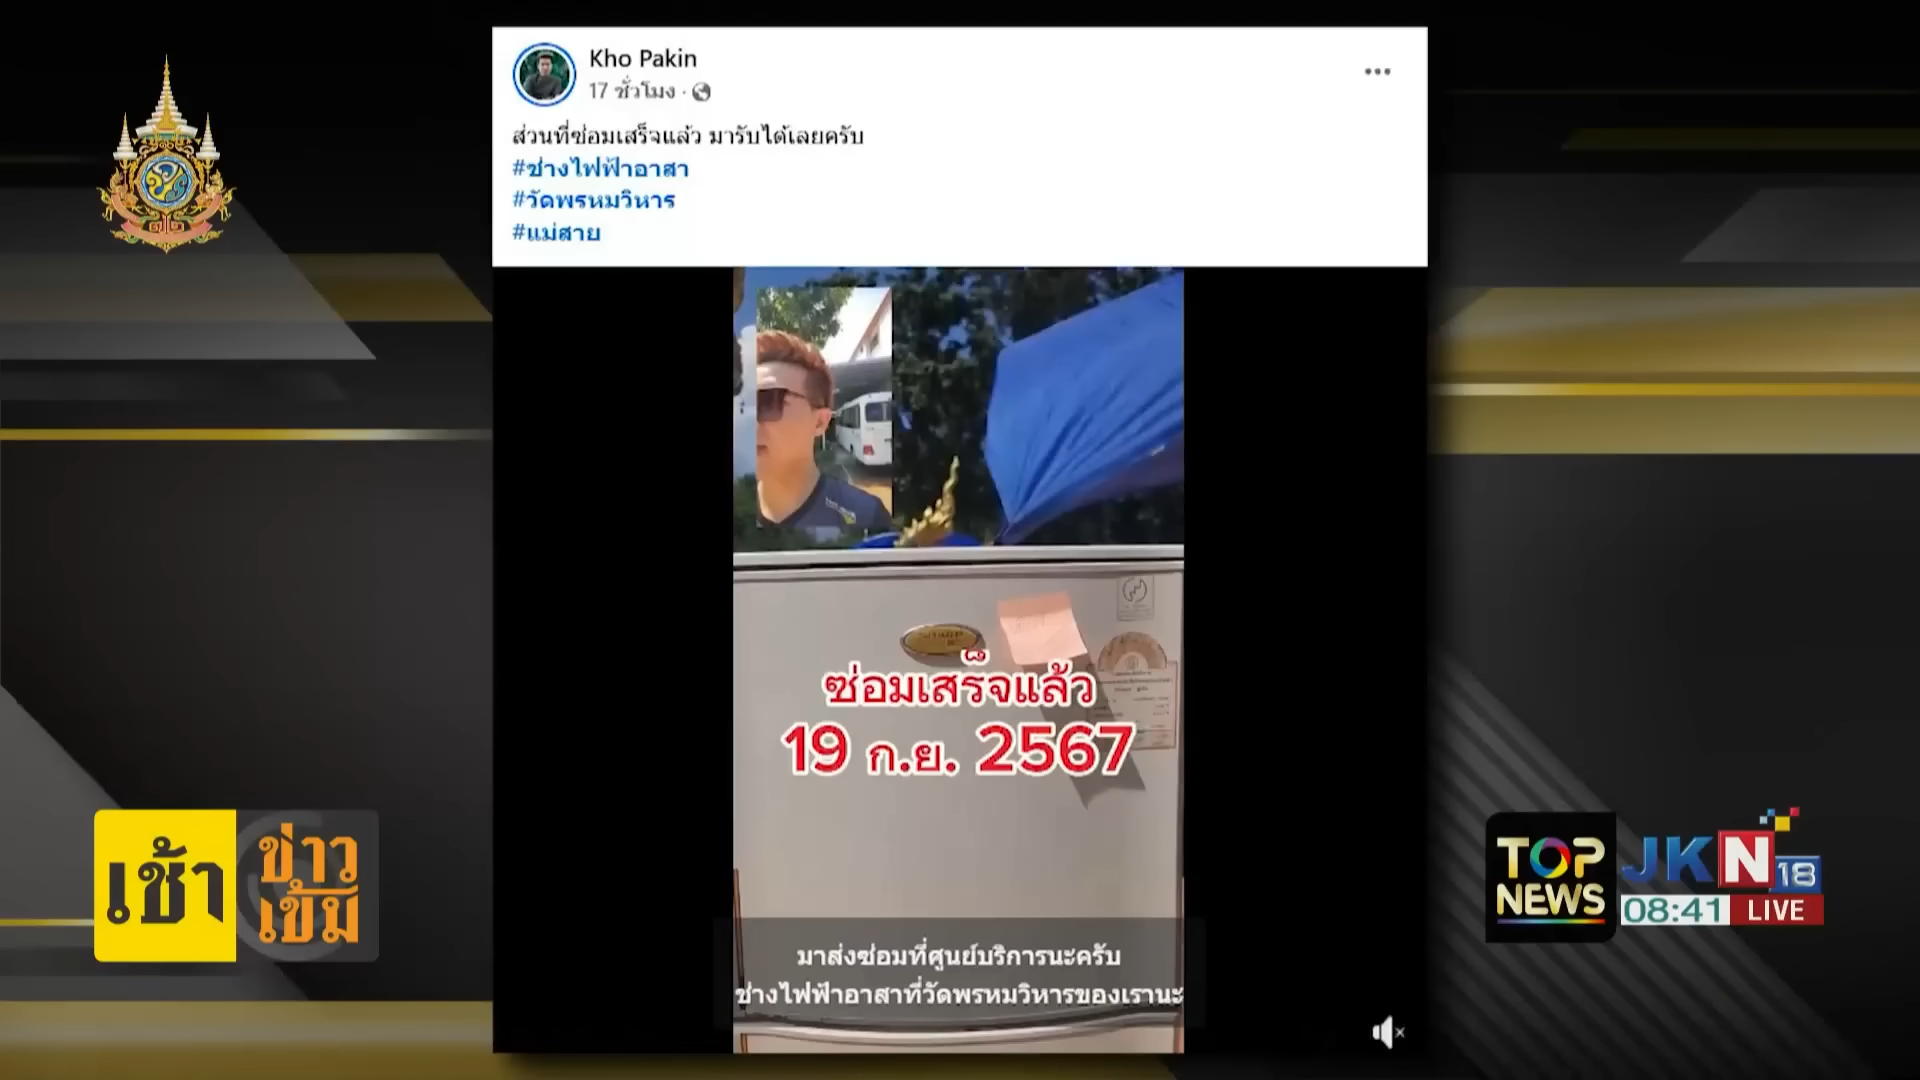 Kho Pakin
17 ชั่วโมง
ส่วนที่ซ่อมเสร็จแล้ว มารับได้เลยครับ
#ช่างไฟฟ้าอาสา
#วัดพรหมวิหาร
#แม่สาย
ซ่อมเสร็จแล้ว
19 ก.ย. 2567
มาส่งซ่อมที่ศูนย์บริการนะครับ
ช่างไฟฟ้าอาสาที่วัดพรหมวิหารของเรานะ
เช้า
ข่าว
เข้ม
TOP
NEWS
JKN18
08:41 LIVE